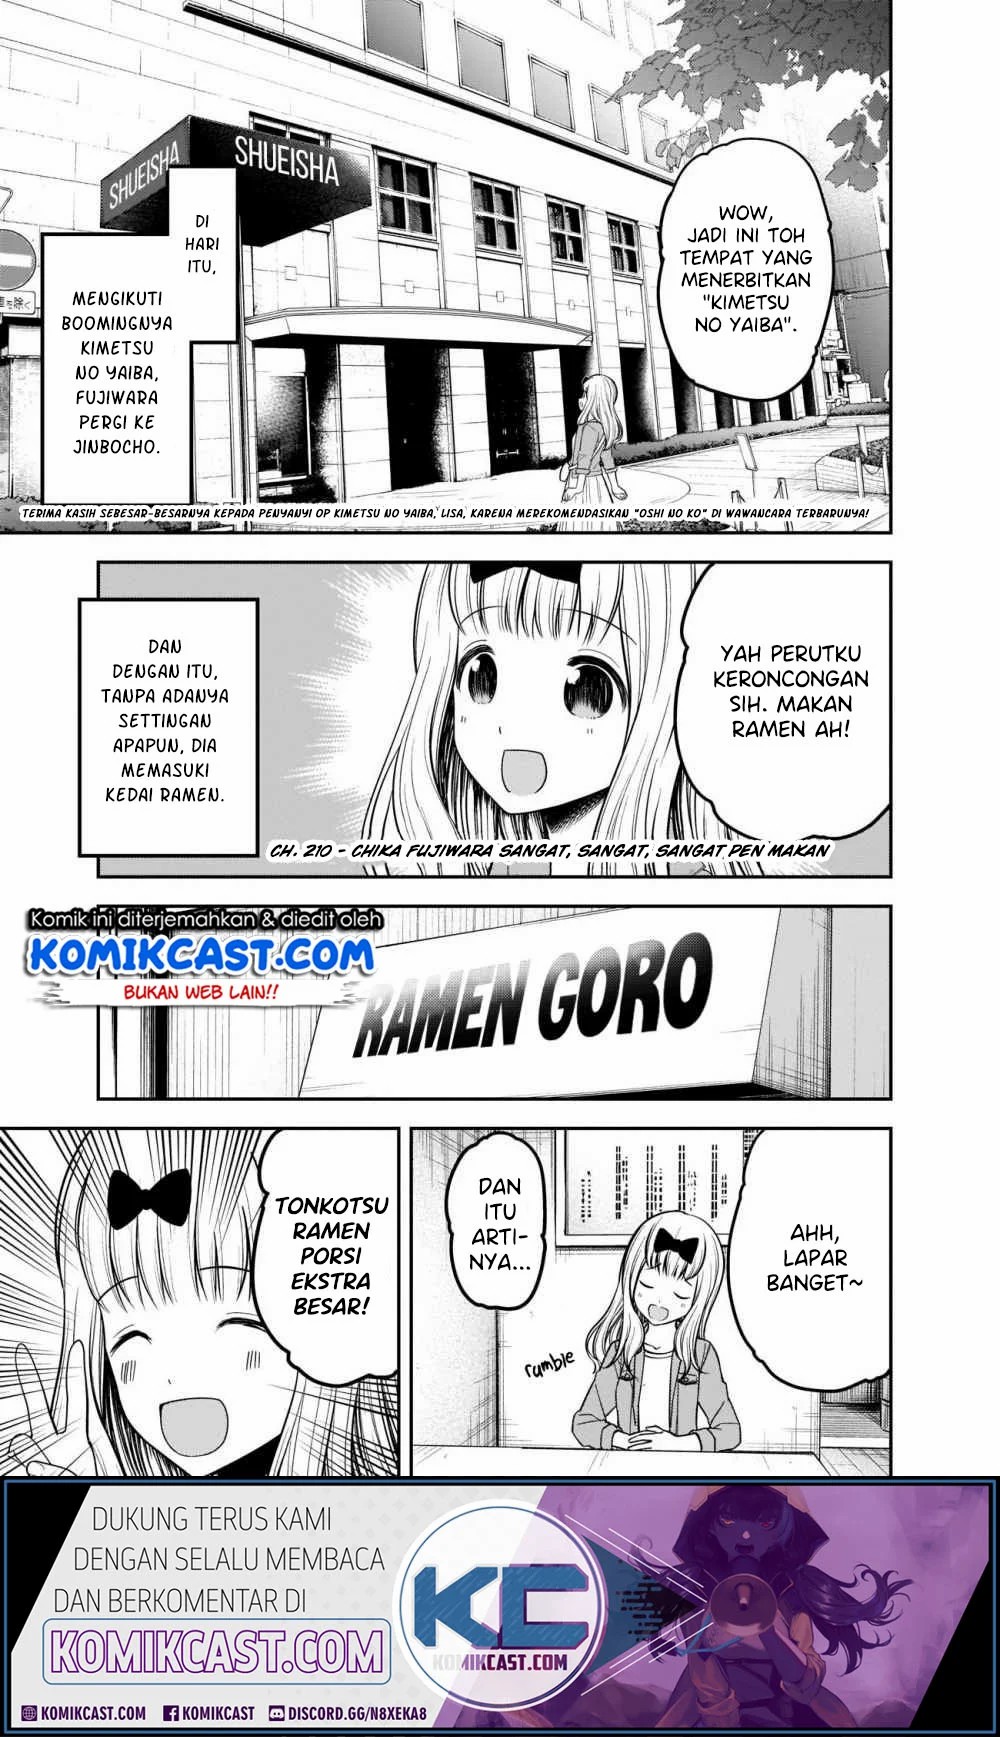 SHUEISHA
SHUEISHA
WOW,
JADI INI TOH
TEMPAT YANG
MENERBITKAN
"KIMETSU
NO YAIBA".
DI
HARI
ITU,
MENGIKUTI
BOOMINGNYA
KIMETSU
NO YAIBA,
FUJIWARA
PERGI KE
JINBOCHO.
TERIMA KASIH SEBESAR-BESARNYA KEPADA PENYANYI OP KIMETSU NO YAIBA, LISA, KARENA MEREKOMENDASIKAN "OSHI NO KO" DI WAWANCARA TERBARUNYA!
YAH PERUTKU
KERONCONGAN
SIH. MAKAN
RAMEN AH!
DAN
DENGAN ITU,
TANPA ADANYA
SETTINGAN
APAPUN, DIA
MEMASUKI
KEDAI RAMEN.
CH. 210 - CHIKA FUJIWARA SANGAT, SANGAT, SANGAT PEN MAKAN
Komik ini diterjemahkan & diedit oleh
KOMIKCAST.COM
BUKAN WEB LAIN!!
RAMEN GORO
AHH,
LAPAR
BANGET~
DAN
ITU
ARTI-
NYA...
rumble
TONKOTSU
RAMEN
PORSI
EKSTRA
BESAR!
DUKUNG TERUS KAMI
DENGAN SELALU MEMBACA
DAN BERKOMENTAR DI
KOMIKCAST.COM
KC
KOMIKCAST.COM
KOMIKCAST.COM KOMIKCAST DISCORD.GG/N8XEKA8